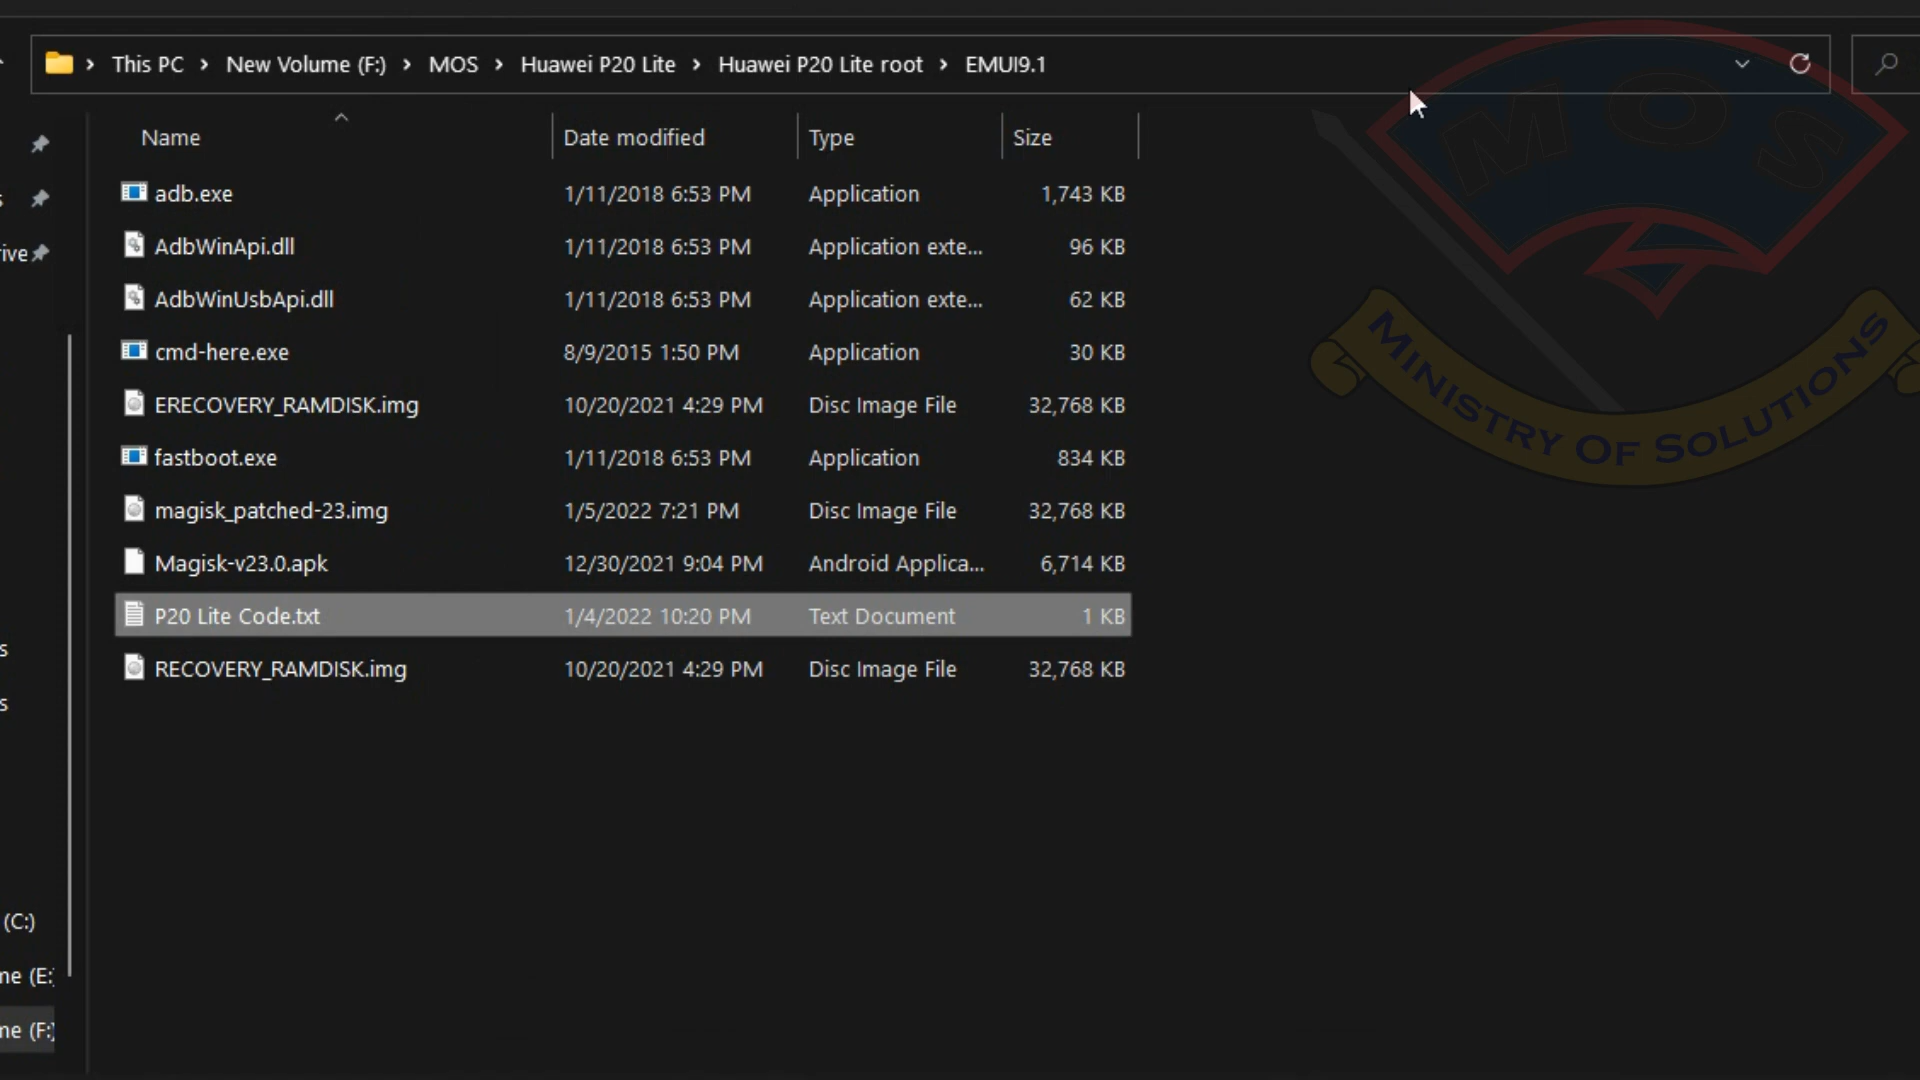 This PC > New Volume (F:) > MOS > Huawei P20 Lite > Huawei P20 Lite root > EMUI9.1
Name Date modified Type Size
adb.exe 1/11/2018 6:53 PM Application 1,743 KB
AdbWinApi.dll 1/11/2018 6:53 PM Application exte... 96 KB
AdbWinUsbApi.dll 1/11/2018 6:53 PM Application exte... 62 KB
cmd-here.exe 8/9/2015 1:50 PM Application 30 KB
ERECOVERY_RAMDISK.img 10/20/2021 4:29 PM Disc Image File 32,768 KB
fastboot.exe 1/11/2018 6:53 PM Application 834 KB
magisk_patched-23.img 1/5/2022 7:21 PM Disc Image File 32,768 KB
Magisk-v23.0.apk 12/30/2021 9:04 PM Android Applica... 6,714 KB
P20 Lite Code.txt 1/4/2022 10:20 PM Text Document 1 KB
RECOVERY_RAMDISK.img 10/20/2021 4:29 PM Disc Image File 32,768 KB
s
rive
s
s
(C:)
me (E:
me (F:)
MOS
MINISTRY OF SOLUTIONS